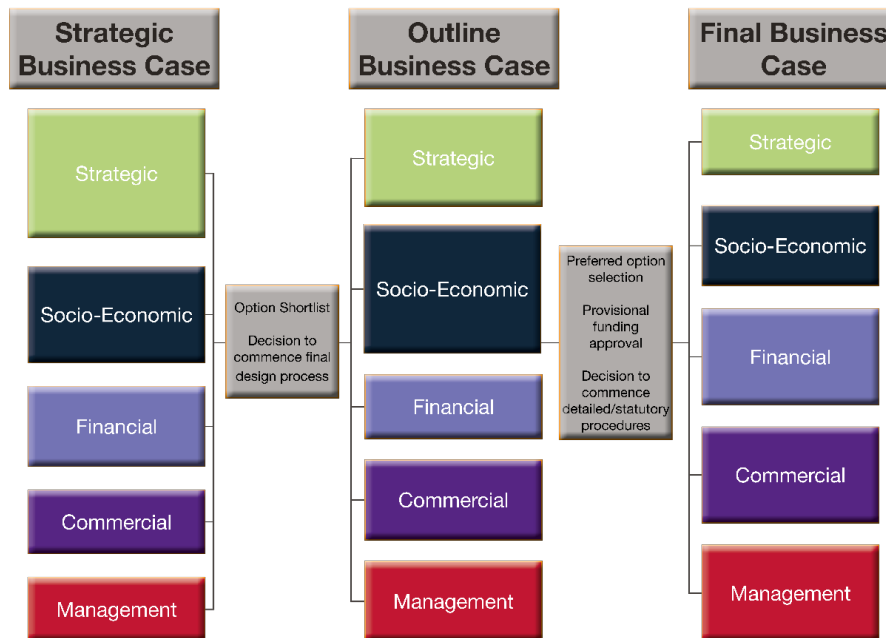 Strategic
Business Case
Strategic
Socio-Economic
Financial
Commercial
Management
Option Shortlist
Decision to
commence final
design process
Outline
Business Case
Strategic
Socio-Economic
Financial
Commercial
Management
Preferred option
selection
Provisional
funding
approval
Decision to
commence
detailed/statutory
procedures
Final Business
Case
Strategic
Socio-Economic
Financial
Commercial
Management